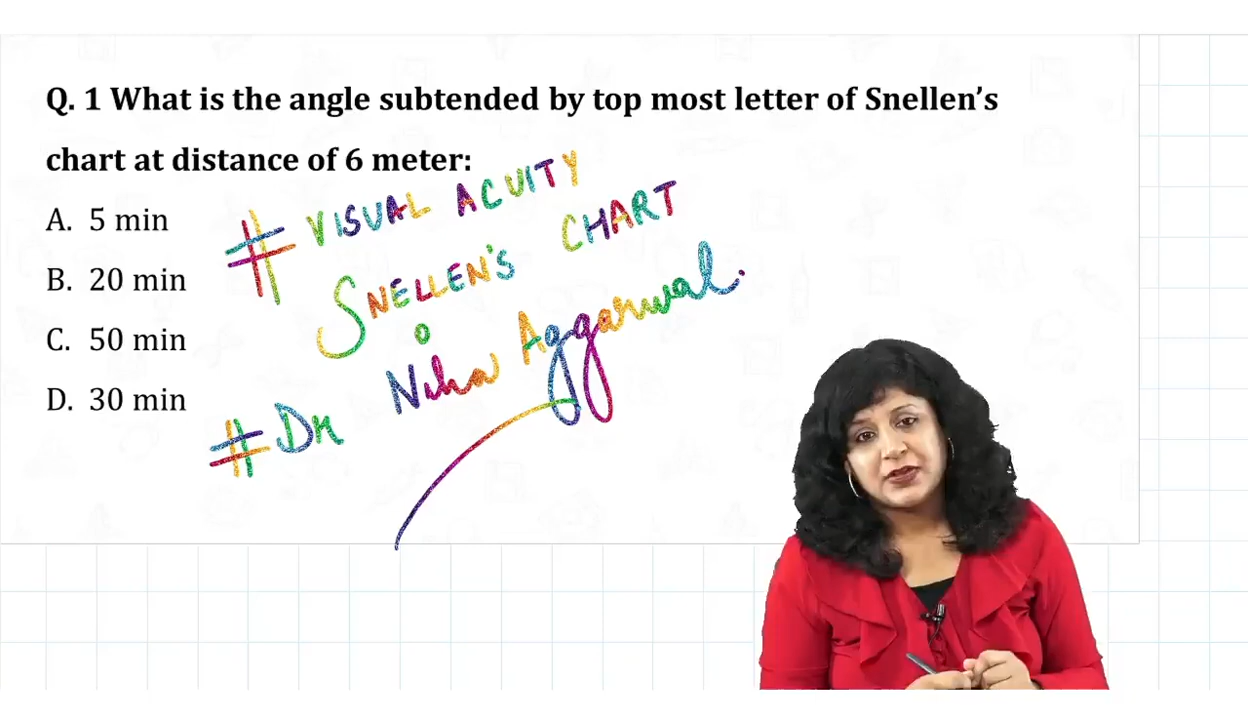 Q. 1 What is the angle subtended by top most letter of Snellen’s
chart at distance of 6 meter:
A. 5 min
B. 20 min
C. 50 min
D. 30 min
# VISUAL ACUITY
SNELLEN'S CHART
# Dr Niha Aggarwal.